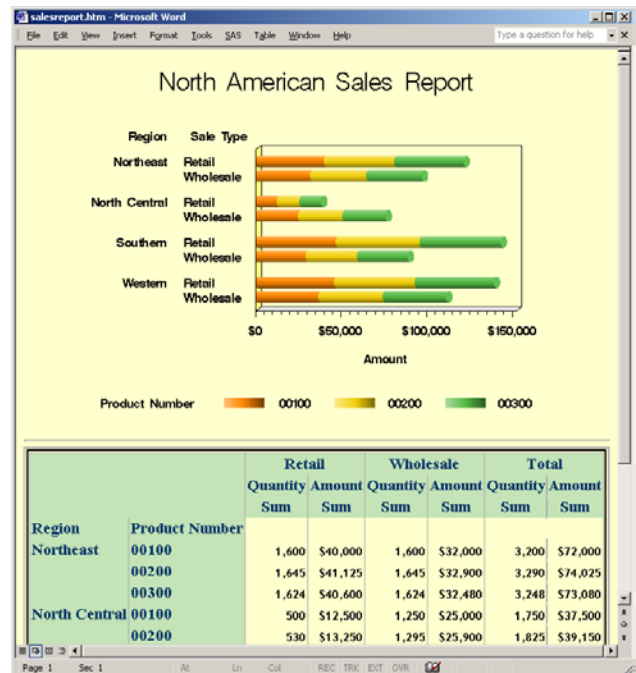 salesreport.htm - Microsoft Word
File Edit View Insert Format Tools SAS Table Window Help Type a question for help
North American Sales Report
Region Sale Type
Northeast Retail
Wholesale
North Central Retail
Wholesale
Southern Retail
Wholesale
Western Retail
Wholesale
$0 $50,000 $100,000 $150,000
Amount
Product Number 00100 00200 00300
Retail Wholesale Total
Quantity Amount Quantity Amount Quantity Amount
Sum Sum Sum Sum Sum Sum
Region Product Number
Northeast 00100 1,600 $40,000 1,600 $32,000 3,200 $72,000
00200 1,645 $41,125 1,645 $32,900 3,290 $74,025
00300 1,624 $40,600 1,624 $32,480 3,248 $73,080
North Central 00100 500 $12,500 1,250 $25,000 1,750 $37,500
00200 530 $13,250 1,295 $25,900 1,825 $39,150
Page 1 Sec 1 At Ln Col REC TRK EXT OVR